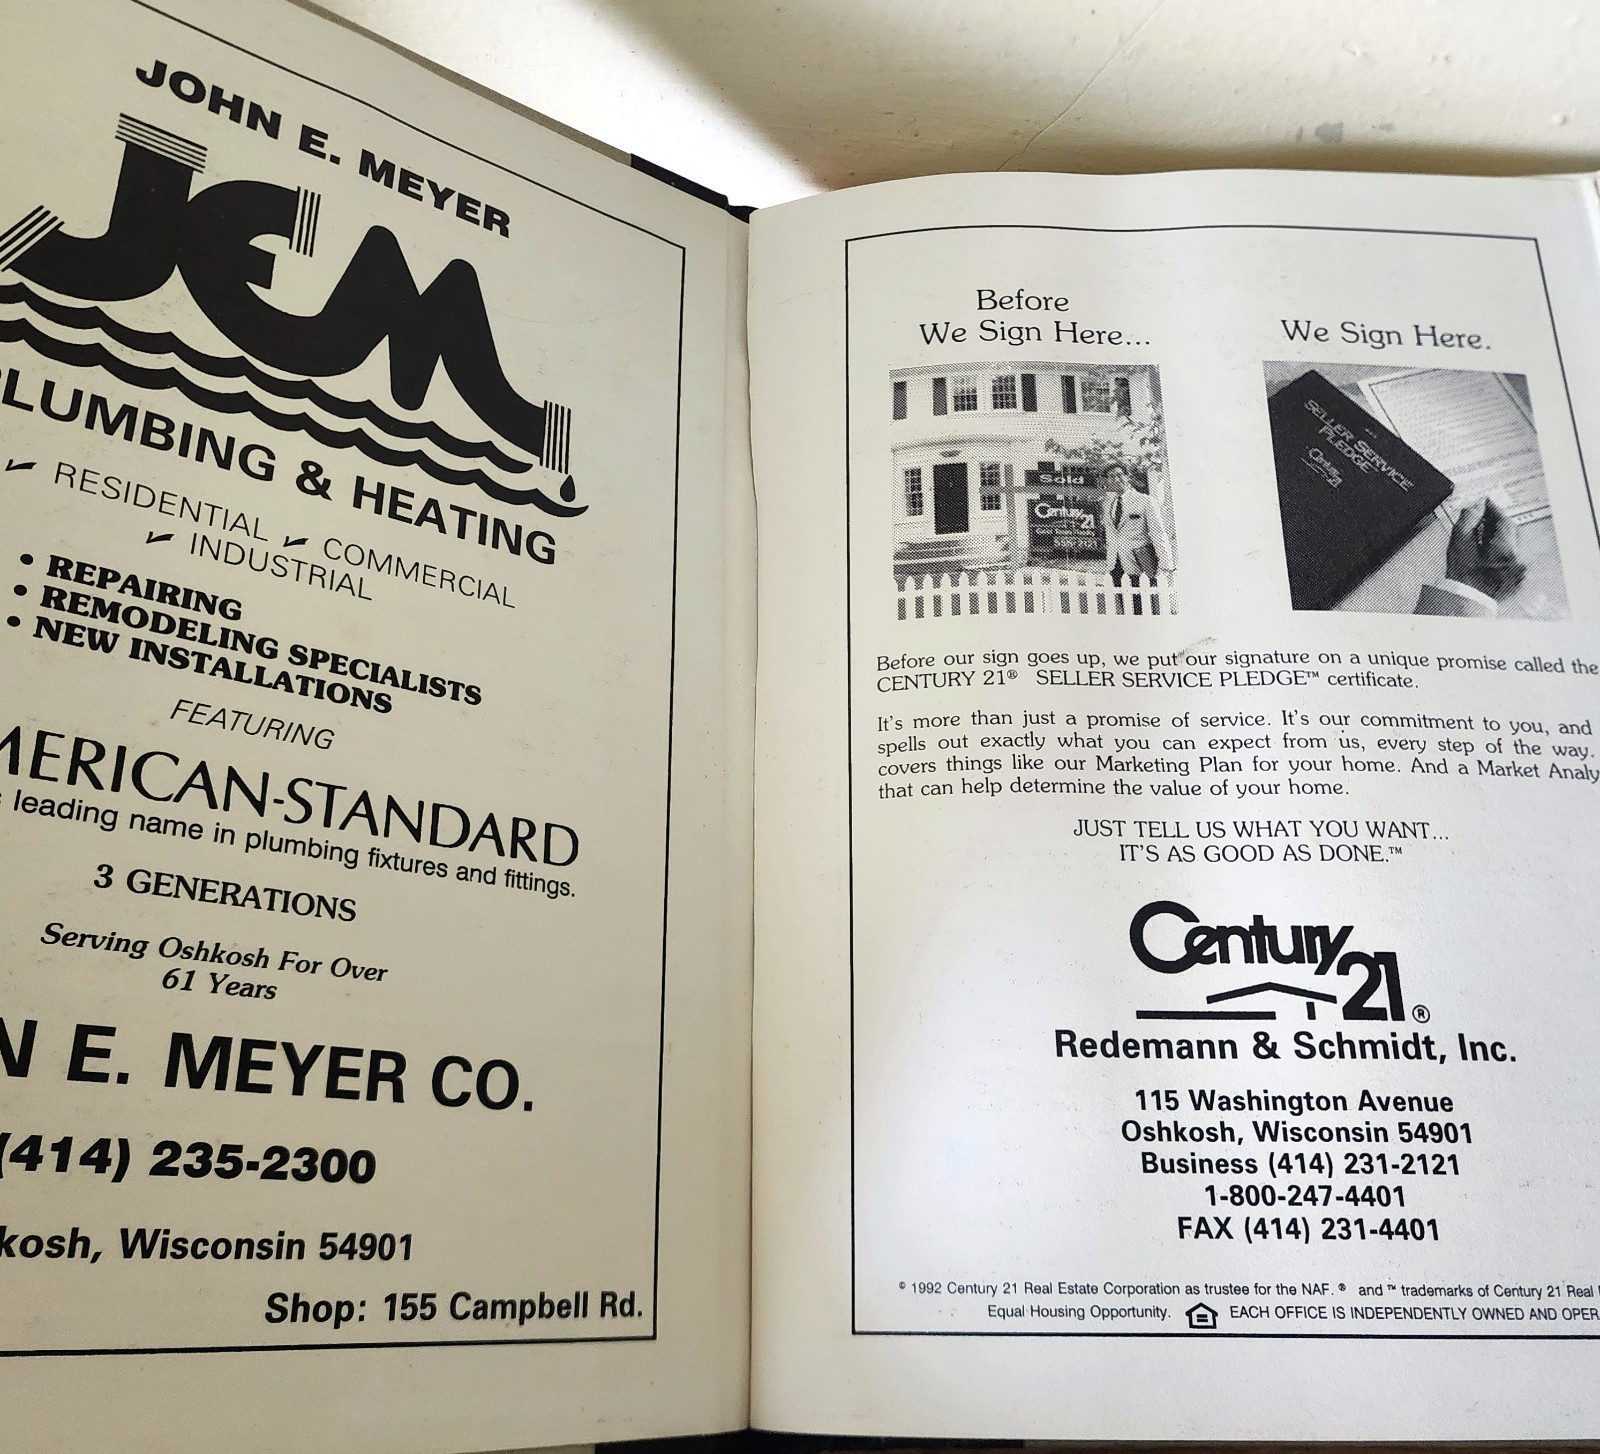 JOHN E. MEYER
JEM
PLUMBING & HEATING
RESIDENTIAL COMMERCIAL
INDUSTRIAL
• REPAIRING
• REMODELING SPECIALISTS
• NEW INSTALLATIONS
FEATURING
MERICAN-STANDARD
leading name in plumbing fixtures and fittings.
3 GENERATIONS
Serving Oshkosh For Over
61 Years
N E. MEYER CO.
(414) 235-2300
kosh, Wisconsin 54901
Shop: 155 Campbell Rd.
Before
We Sign Here...
We Sign Here.
Sold
Century 21
SELLER SERVICE
PLEDGE
Century 21
Before our sign goes up, we put our signature on a unique promise called the
CENTURY 21® SELLER SERVICE PLEDGE™ certificate.
It's more than just a promise of service. It's our commitment to you, and
spells out exactly what you can expect from us, every step of the way.
covers things like our Marketing Plan for your home. And a Market Analy
that can help determine the value of your home.
JUST TELL US WHAT YOU WANT...
IT'S AS GOOD AS DONE.™
Century 21®
Redemann & Schmidt, Inc.
115 Washington Avenue
Oshkosh, Wisconsin 54901
Business (414) 231-2121
1-800-247-4401
FAX (414) 231-4401
© 1992 Century 21 Real Estate Corporation as trustee for the NAF. ® and ™ trademarks of Century 21 Real
Equal Housing Opportunity. EACH OFFICE IS INDEPENDENTLY OWNED AND OPER